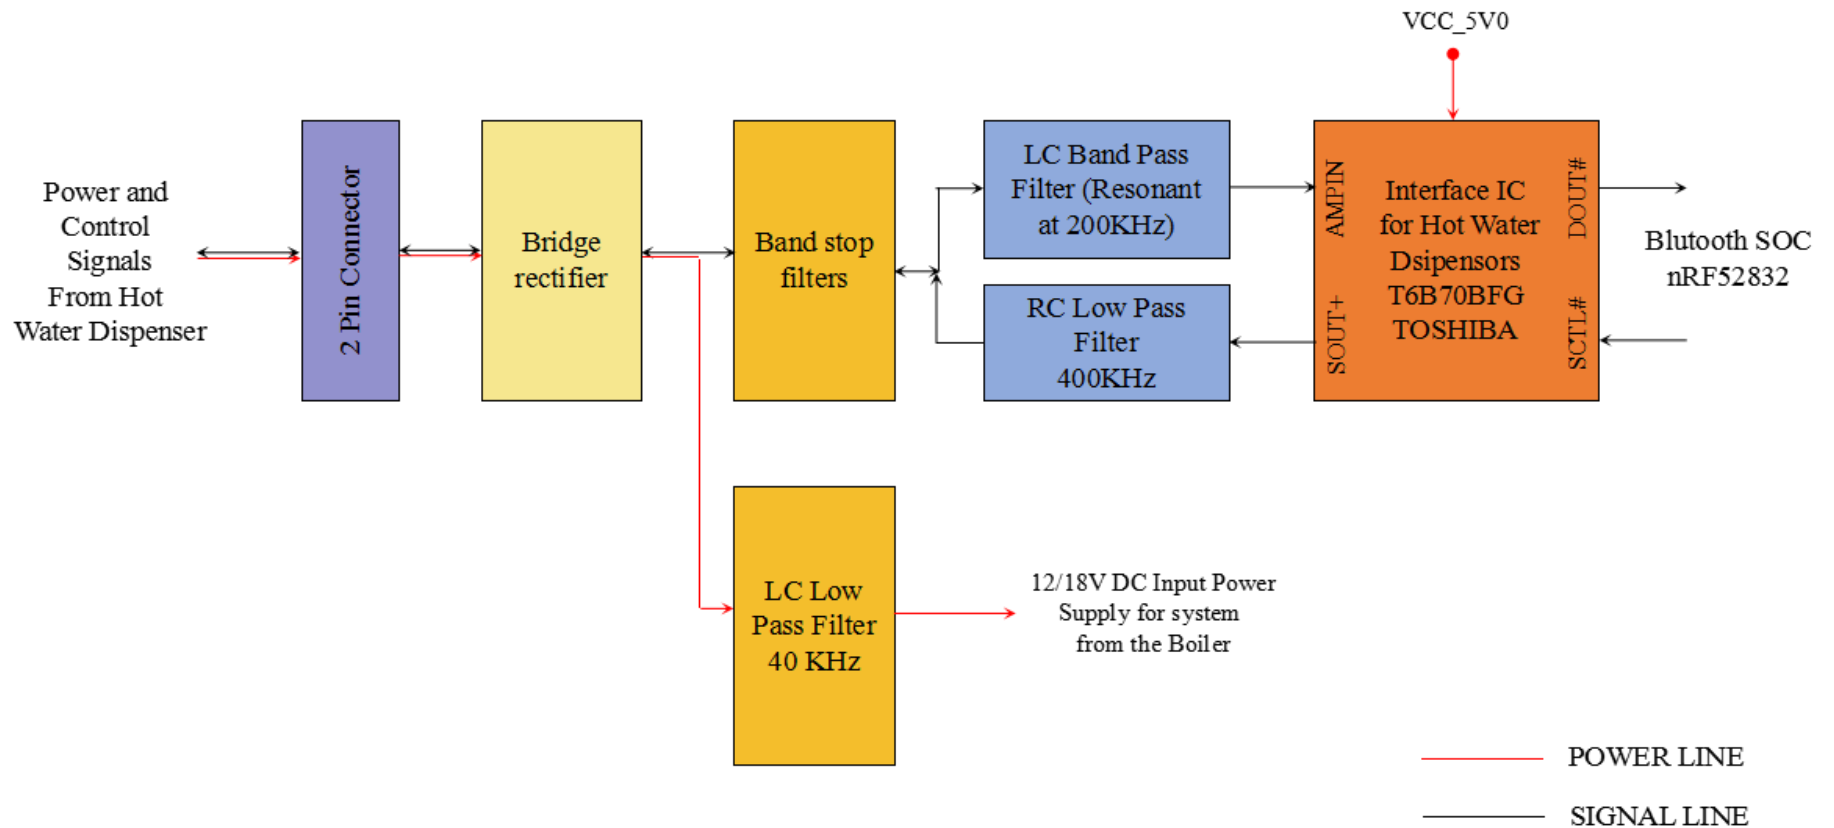 VCC_5V0
Power and
Control
Signals
From Hot
Water Dispenser
2 Pin Connector
Bridge
rectifier
Band stop
filters
LC Band Pass
Filter (Resonant
at 200KHz)
RC Low Pass
Filter
400KHz
AMPIN
SOUT+
Interface IC
for Hot Water
Dsipensors
T6B70BFG
TOSHIBA
DOUT#
SCTL#
Blutooth SOC
nRF52832
LC Low
Pass Filter
40 KHz
12/18V DC Input Power
Supply for system
from the Boiler
POWER LINE
SIGNAL LINE